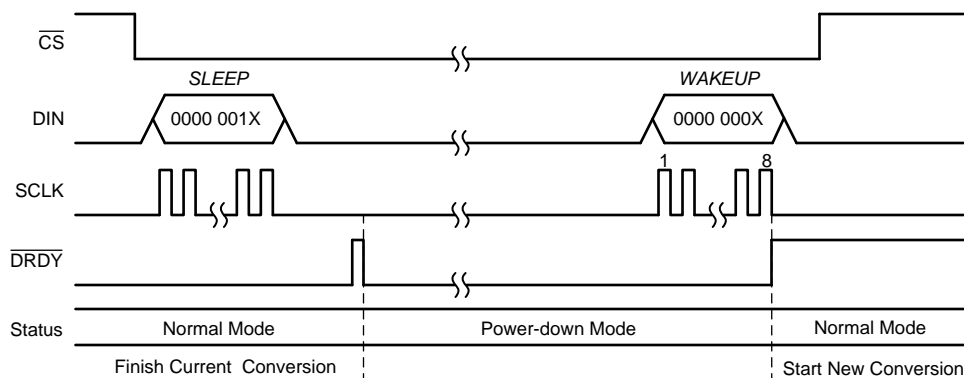 CS
SLEEP
WAKEUP
DIN
0000 001X
0000 000X
1
8
SCLK
DRDY
Status
Normal Mode
Power-down Mode
Normal Mode
Finish Current Conversion
Start New Conversion